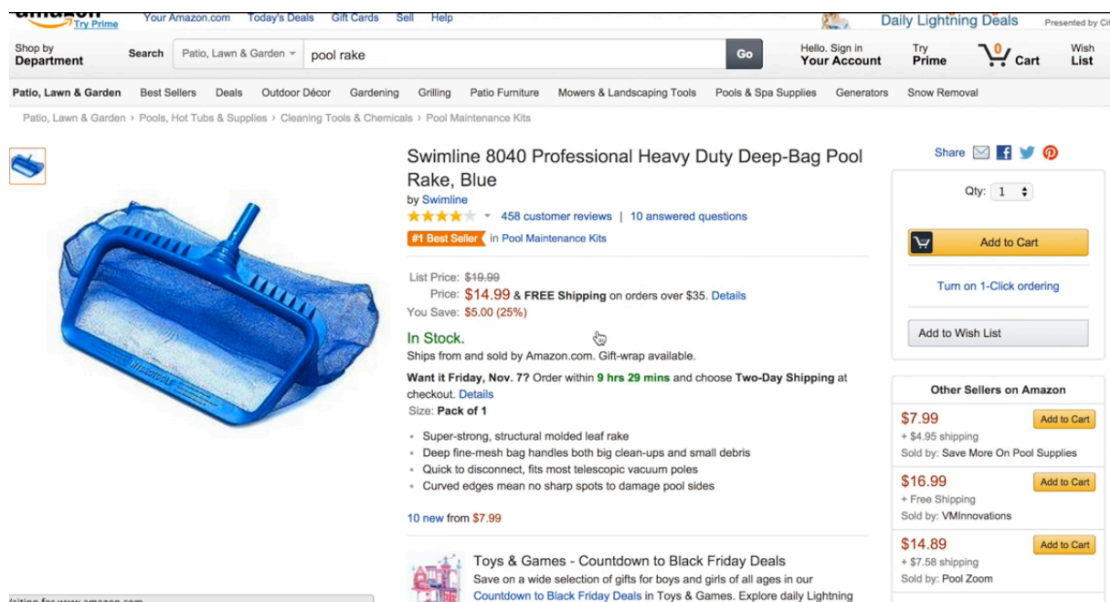 amazon
Try Prime
Your Amazon.com Today's Deals Gift Cards Sell Help
Daily Lightning Deals
Presented by
Shop by
Department
Search
Patio, Lawn & Garden
pool rake
Go
Hello. Sign in
Your Account
Try
Prime
0
Cart
Wish
List
Patio, Lawn & Garden Best Sellers Deals Outdoor Décor Gardening Grilling Patio Furniture Mowers & Landscaping Tools Pools & Spa Supplies Generators Snow Removal
Patio, Lawn & Garden › Pools, Hot Tubs & Supplies › Cleaning Tools & Chemicals › Pool Maintenance Kits
Swimline 8040 Professional Heavy Duty Deep-Bag Pool
Rake, Blue
by Swimline
458 customer reviews | 10 answered questions
#1 Best Seller in Pool Maintenance Kits
List Price: $19.99
Price: $14.99 & FREE Shipping on orders over $35. Details
You Save: $5.00 (25%)
In Stock.
Ships from and sold by Amazon.com. Gift-wrap available.
Want it Friday, Nov. 7? Order within 9 hrs 29 mins and choose Two-Day Shipping at
checkout. Details
Size: Pack of 1
• Super-strong, structural molded leaf rake
• Deep fine-mesh bag handles both big clean-ups and small debris
• Quick to disconnect, fits most telescopic vacuum poles
• Curved edges mean no sharp spots to damage pool sides
10 new from $7.99
Toys & Games - Countdown to Black Friday Deals
Save on a wide selection of gifts for boys and girls of all ages in our
Countdown to Black Friday Deals in Toys & Games. Explore daily Lightning
Share
Qty: 1
Add to Cart
Turn on 1-Click ordering
Add to Wish List
Other Sellers on Amazon
$7.99
Add to Cart
+ $4.95 shipping
Sold by: Save More On Pool Supplies
$16.99
Add to Cart
+ Free Shipping
Sold by: VMInnovations
$14.89
Add to Cart
+ $7.58 shipping
Sold by: Pool Zoom